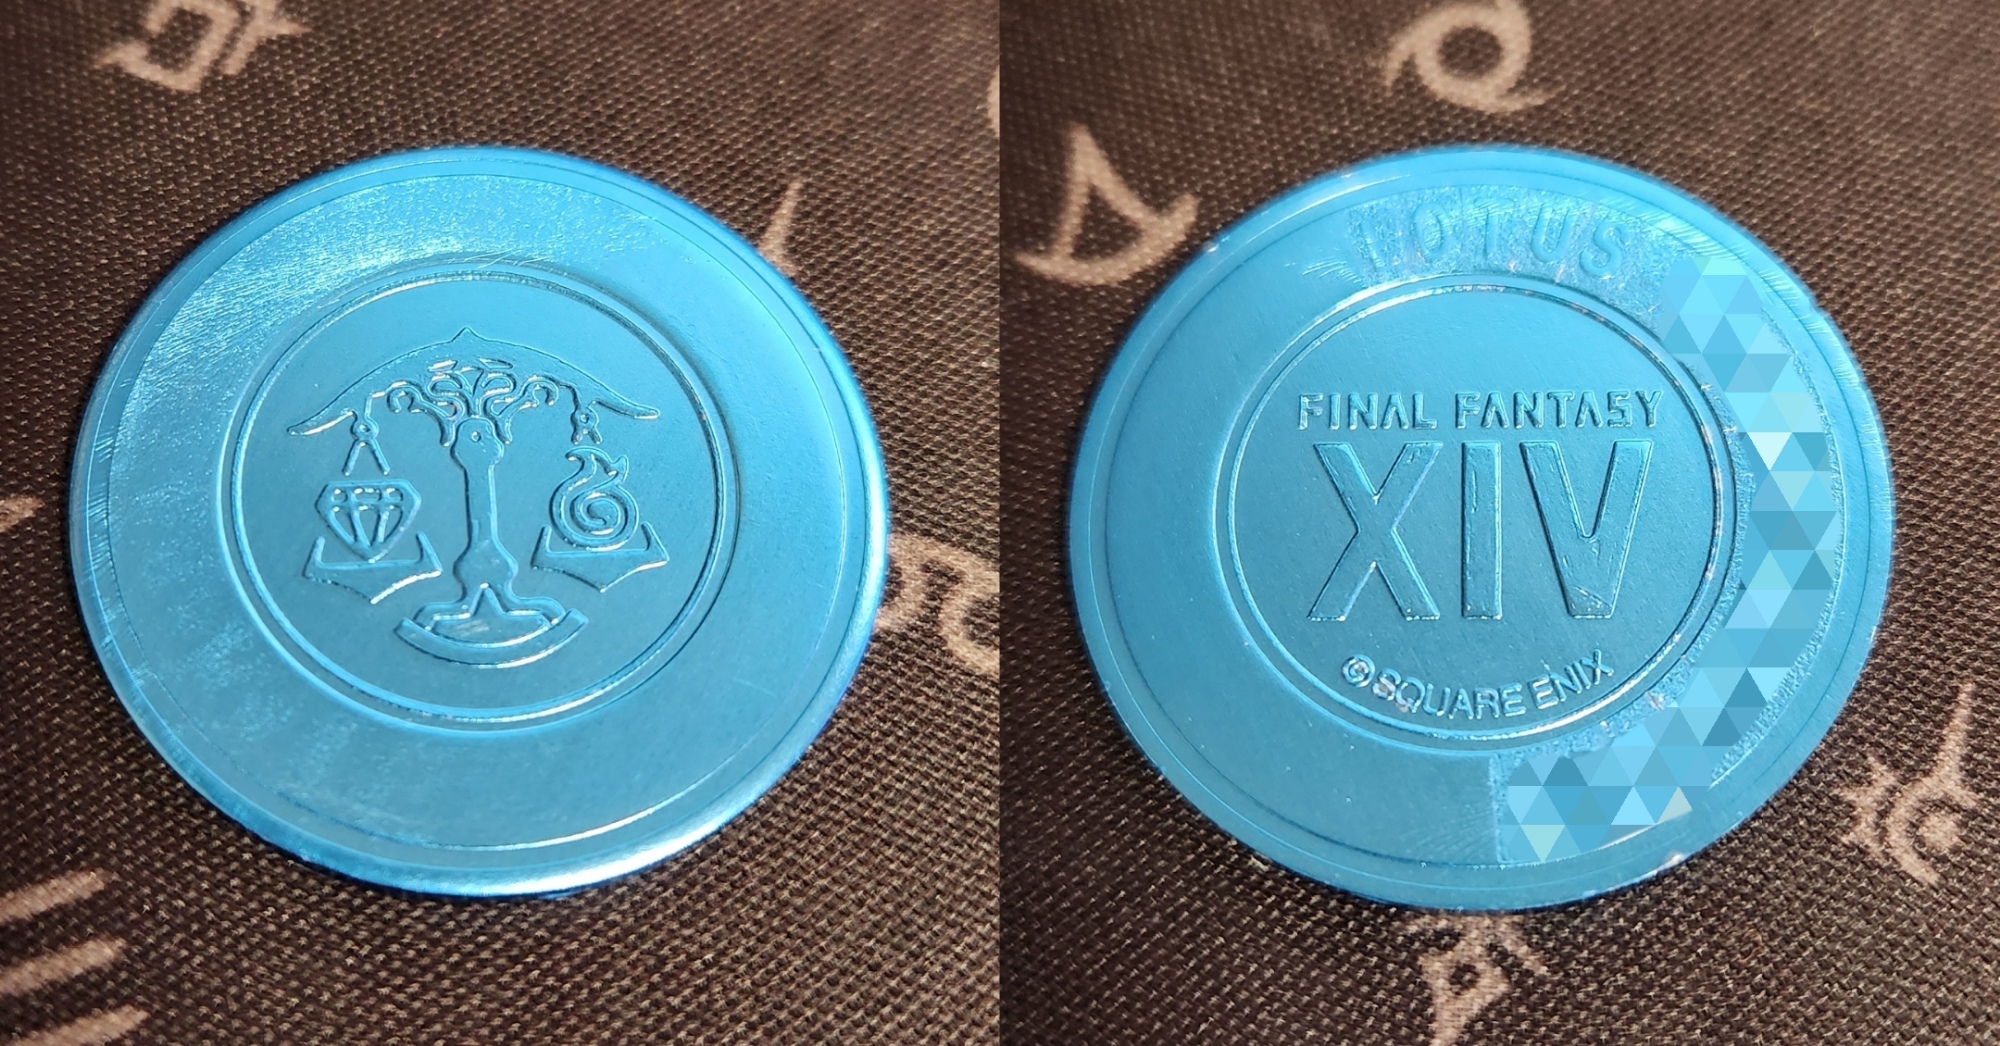 LOTUS
FINAL FANTASY
XIV
© SQUARE ENIX